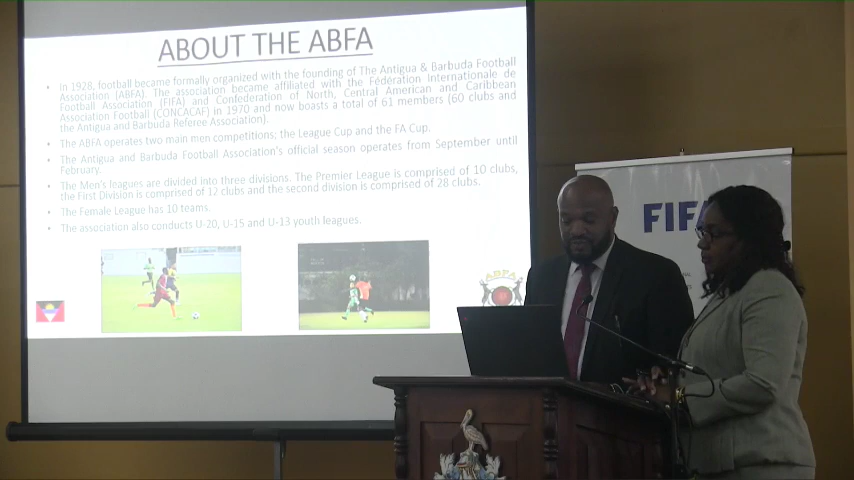 ABOUT THE ABFA
In 1928, football became formally organized with the founding of The Antigua & Barbuda Football
Association (ABFA). The association became affiliated with the Fédération Internationale de
Football Association (FIFA) and Confederation of North, Central American and Caribbean
Association Football (CONCACAF) in 1970 and now boasts a total of 61 members (60 clubs and
the Antigua and Barbuda Referee Association).
The ABFA operates two main men competitions; the League Cup and the FA Cup.
The Antigua and Barbuda Football Association's official season operates from September until
February.
The Men's leagues are divided into three divisions. The Premier League is comprised of 10 clubs,
the First Division is comprised of 12 clubs and the second division is comprised of 28 clubs.
The Female League has 10 teams.
The association also conducts U-20, U-15 and U-13 youth leagues.
ABFA
FIFA